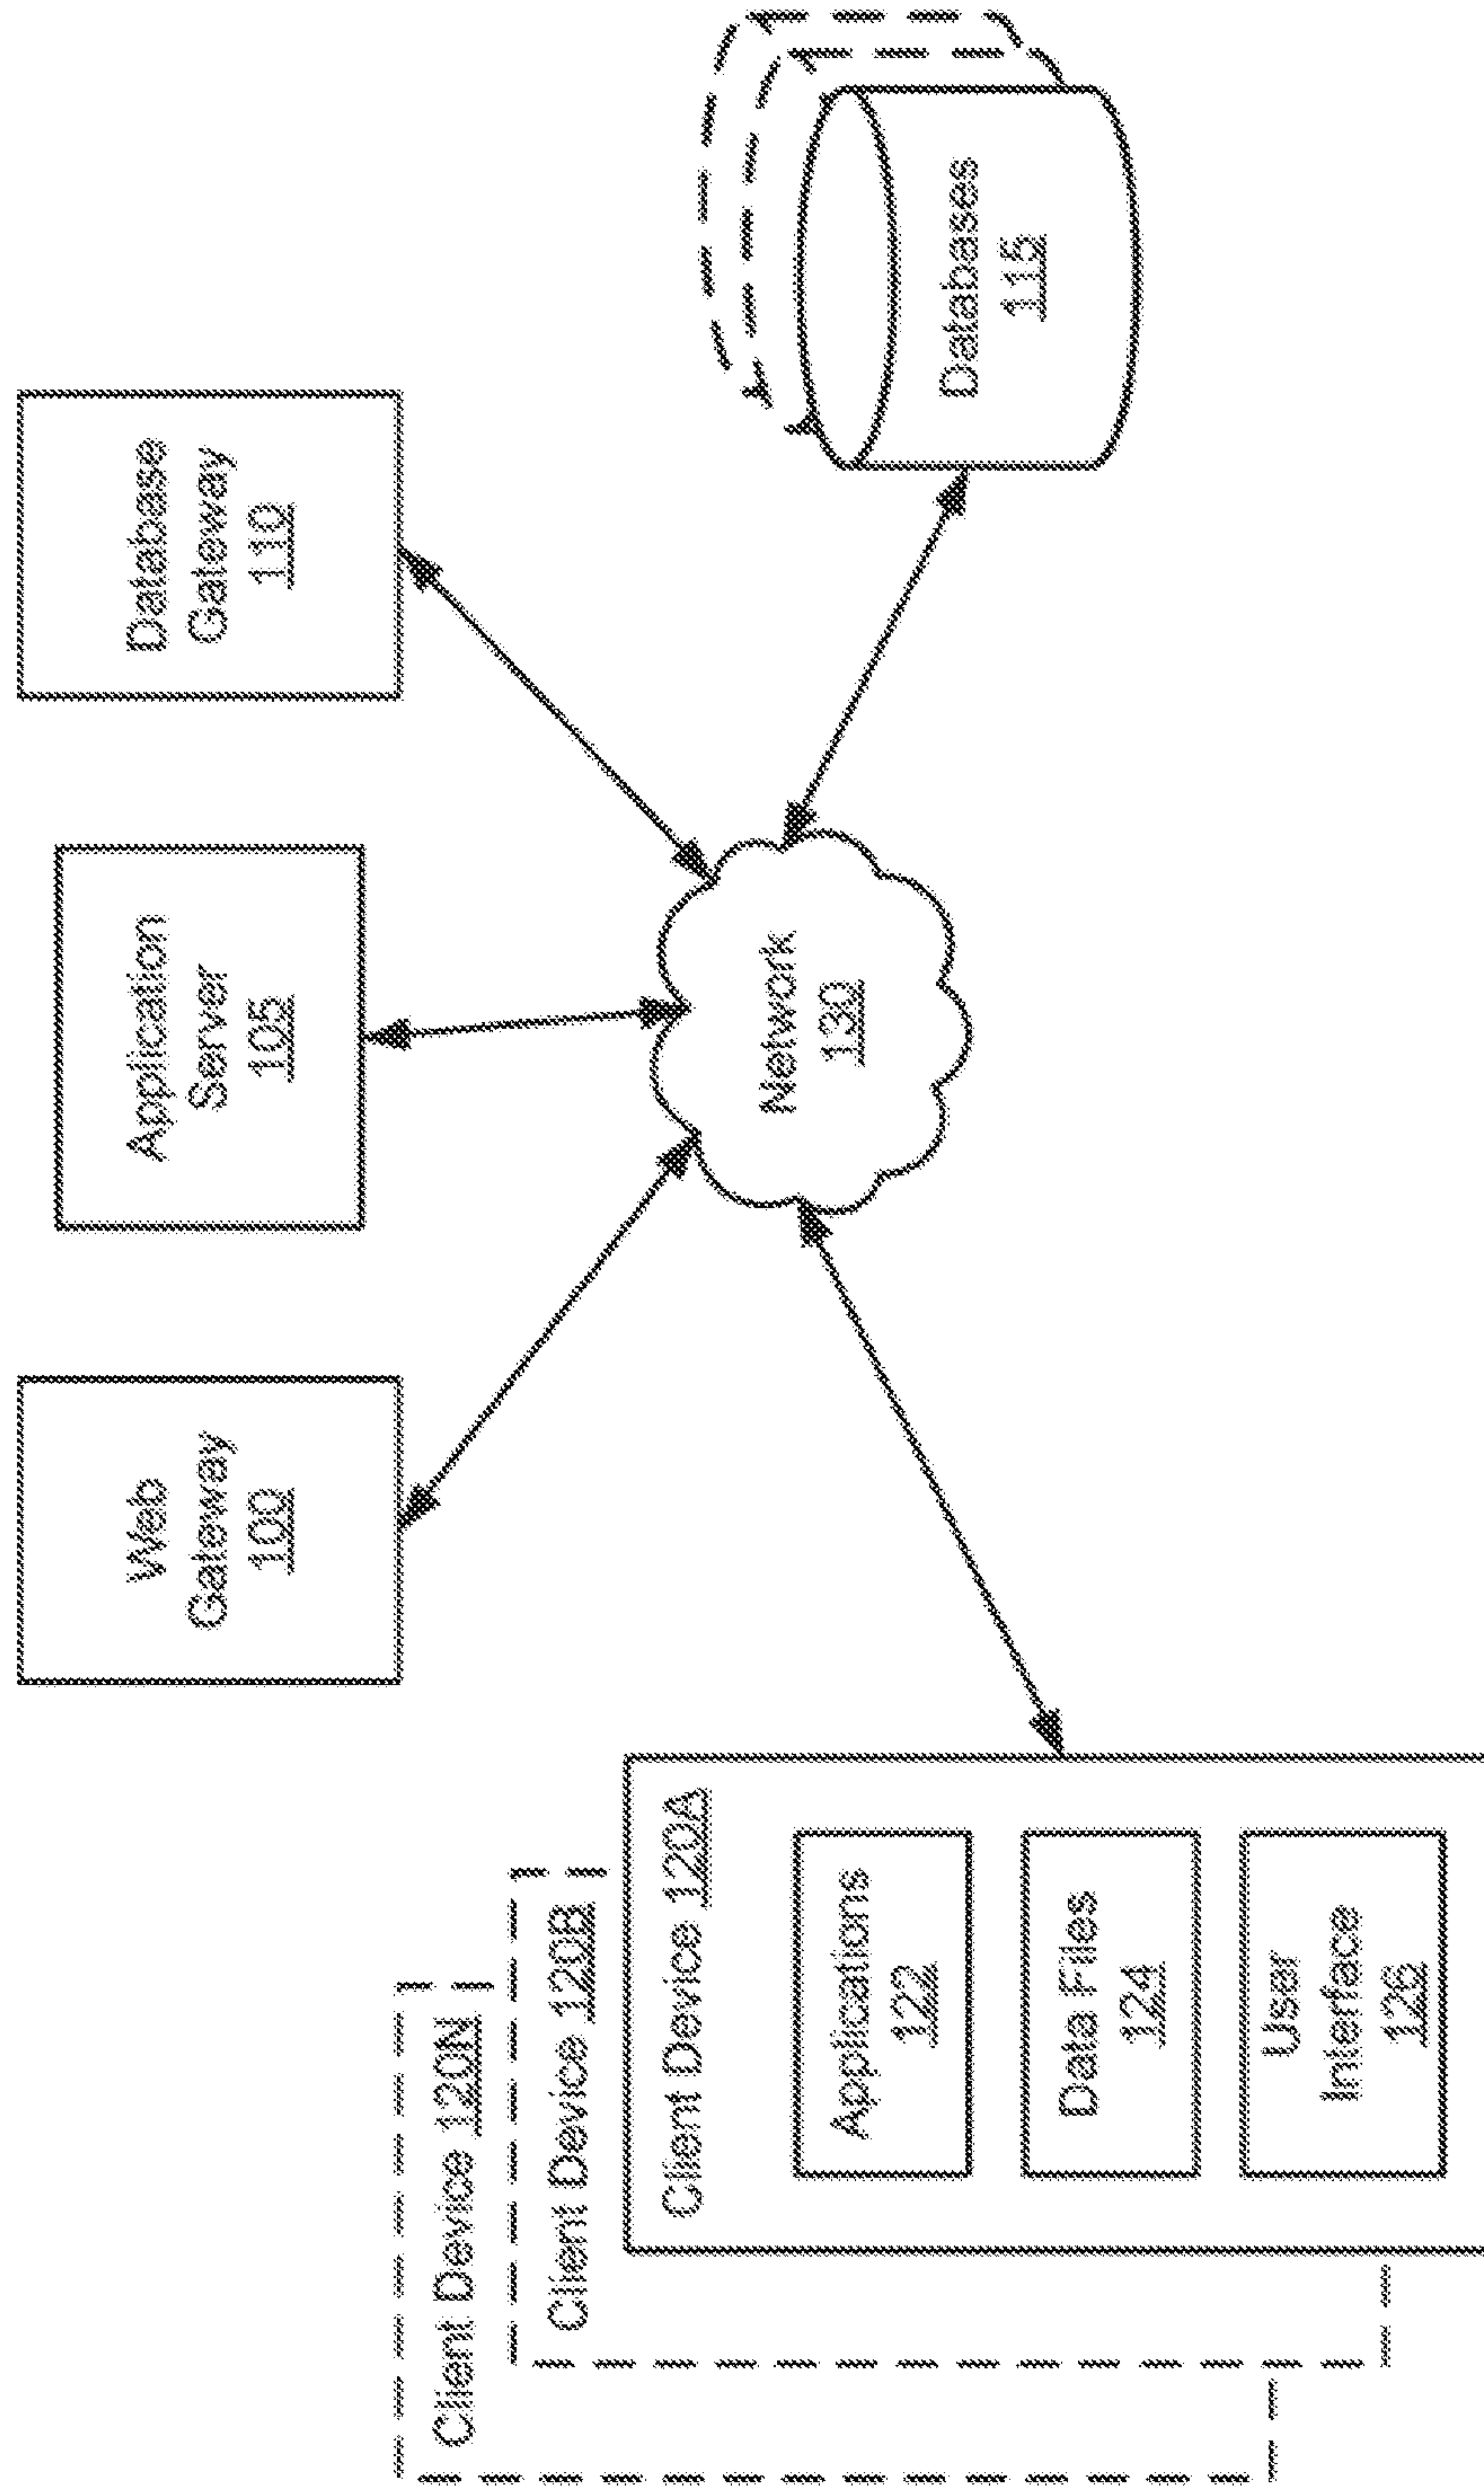 Web
Gateway
100
Application
Server
105
Database
Gateway
110
Client Device 120N
Client Device 120B
Client Device 120A
Applications
122
Data Files
124
User
Interface
126
Network
130
Databases
115